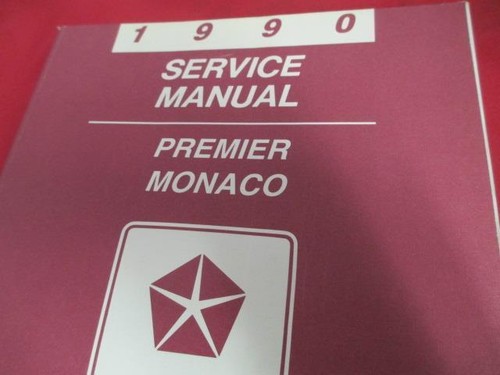 1990
SERVICE
MANUAL
PREMIER
MONACO